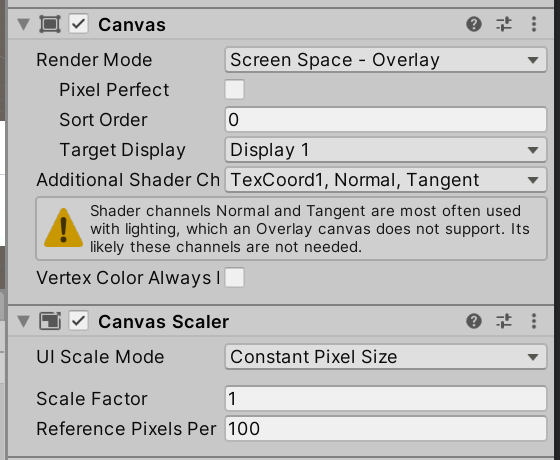 Canvas
Render Mode Screen Space - Overlay
Pixel Perfect
Sort Order 0
Target Display Display 1
Additional Shader Ch TexCoord1, Normal, Tangent
Shader channels Normal and Tangent are most often used
with lighting, which an Overlay canvas does not support. Its
likely these channels are not needed.
Vertex Color Always I
Canvas Scaler
UI Scale Mode Constant Pixel Size
Scale Factor 1
Reference Pixels Per 100